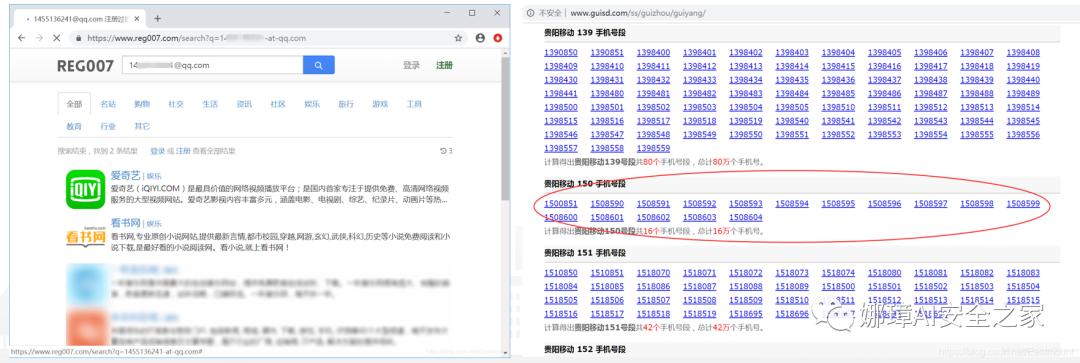 1455136241@qq.com 注册过
https://www.reg007.com/search?q=1 -at-qq.com
REG007 14 @qq.com 登录 注册
全部 名站 购物 社交 生活 资讯 社区 娱乐 旅行 游戏 工具
教育 行业 其它
搜索结束，找到 2 条结果 登录 或 注册 查看全部结果 3
爱奇艺 | 娱乐
爱奇艺（iQIYI.COM）是最具价值的网络视频播放平台；是国内首家专注于提供免费、高清网络视频
服务的大型视频网站。爱奇艺影视内容丰富多元，涵盖电影、电视剧、综艺、纪录片、动画片等热...
看书网 | 娱乐
看书网,专业原创小说网站,提供最新言情,都市校园,穿越,网游,玄幻,武侠,科幻,历史等小说免费阅读和小
说下载,是最好看的小说阅读网。看小说,就上看书网！
https://www.reg007.com/search?q=1455136241-at-qq.com#
不安全 | www.guisd.com/ss/guizhou/guiyang/
贵阳移动 139 手机号段
1390850 1390851 1398400 1398401 1398402 1398403 1398404 1398405 1398406 1398407 1398408
1398409 1398410 1398411 1398412 1398413 1398414 1398415 1398416 1398417 1398418 1398419
1398430 1398431 1398432 1398433 1398434 1398435 1398436 1398437 1398438 1398439 1398440
1398441 1398480 1398481 1398482 1398483 1398484 1398485 1398486 1398487 1398488 1398489
1398500 1398501 1398502 1398503 1398504 1398505 1398510 1398511 1398512 1398513 1398514
1398515 1398516 1398517 1398518 1398519 1398540 1398541 1398542 1398543 1398544 1398545
1398546 1398547 1398548 1398549 1398550 1398551 1398552 1398553 1398554 1398555 1398556
1398557 1398558 1398559
计算得出贵阳移动139号段共80个手机号段，总计80万个手机号。
贵阳移动 150 手机号段
1500851 1508590 1508591 1508592 1508593 1508594 1508595 1508596 1508597 1508598 1508599
1508600 1508601 1508602 1508603 1508604
计算得出贵阳移动150号段共16个手机号段，总计16万个手机号。
贵阳移动 151 手机号段
1510850 1510851 1518070 1518071 1518072 1518073 1518074 1518080 1518081 1518082 1518083
1518084 1518085 1518086 1518087 1518088 1518089 1518500 1518501 1518502 1518503 1518504
1518505 1518506 1518507 1518508 1518509 1518510 1518511 1518512 1518513 1518514 1518515
1518516 1518517 1518518 1518519 1518695 1518696
计算得出贵阳移动151号段共42个手机号段，总计42万个手机号。
贵阳移动 152 手机号段
娜璋AI安全之家